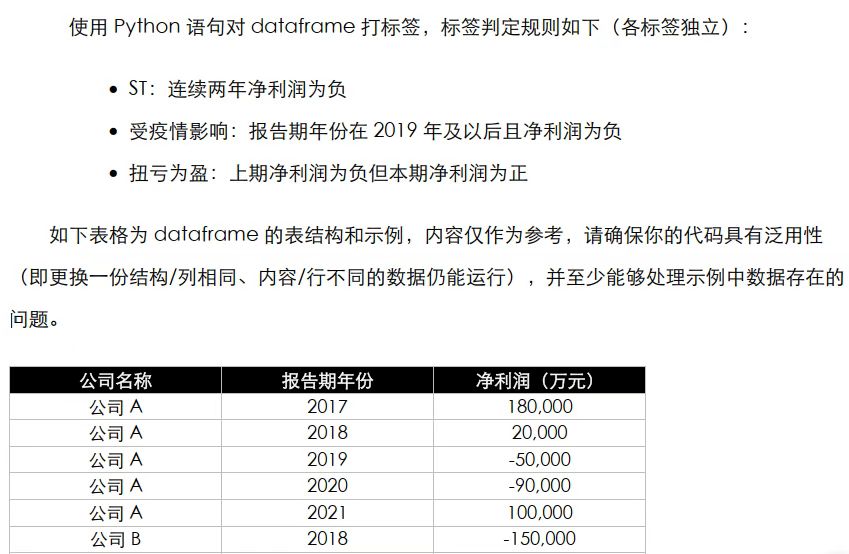 使用 Python 语句对 dataframe 打标签，标签判定规则如下（各标签独立）：
• ST：连续两年净利润为负
• 受疫情影响：报告期年份在 2019 年及以后且净利润为负
• 扭亏为盈：上期净利润为负但本期净利润为正
如下表格为 dataframe 的表结构和示例，内容仅作为参考，请确保你的代码具有泛用性
（即更换一份结构/列相同、内容/行不同的数据仍能运行），并至少能够处理示例中数据存在的
问题。
公司名称 报告期年份 净利润（万元）
公司 A 2017 180,000
公司 A 2018 20,000
公司 A 2019 -50,000
公司 A 2020 -90,000
公司 A 2021 100,000
公司 B 2018 -150,000